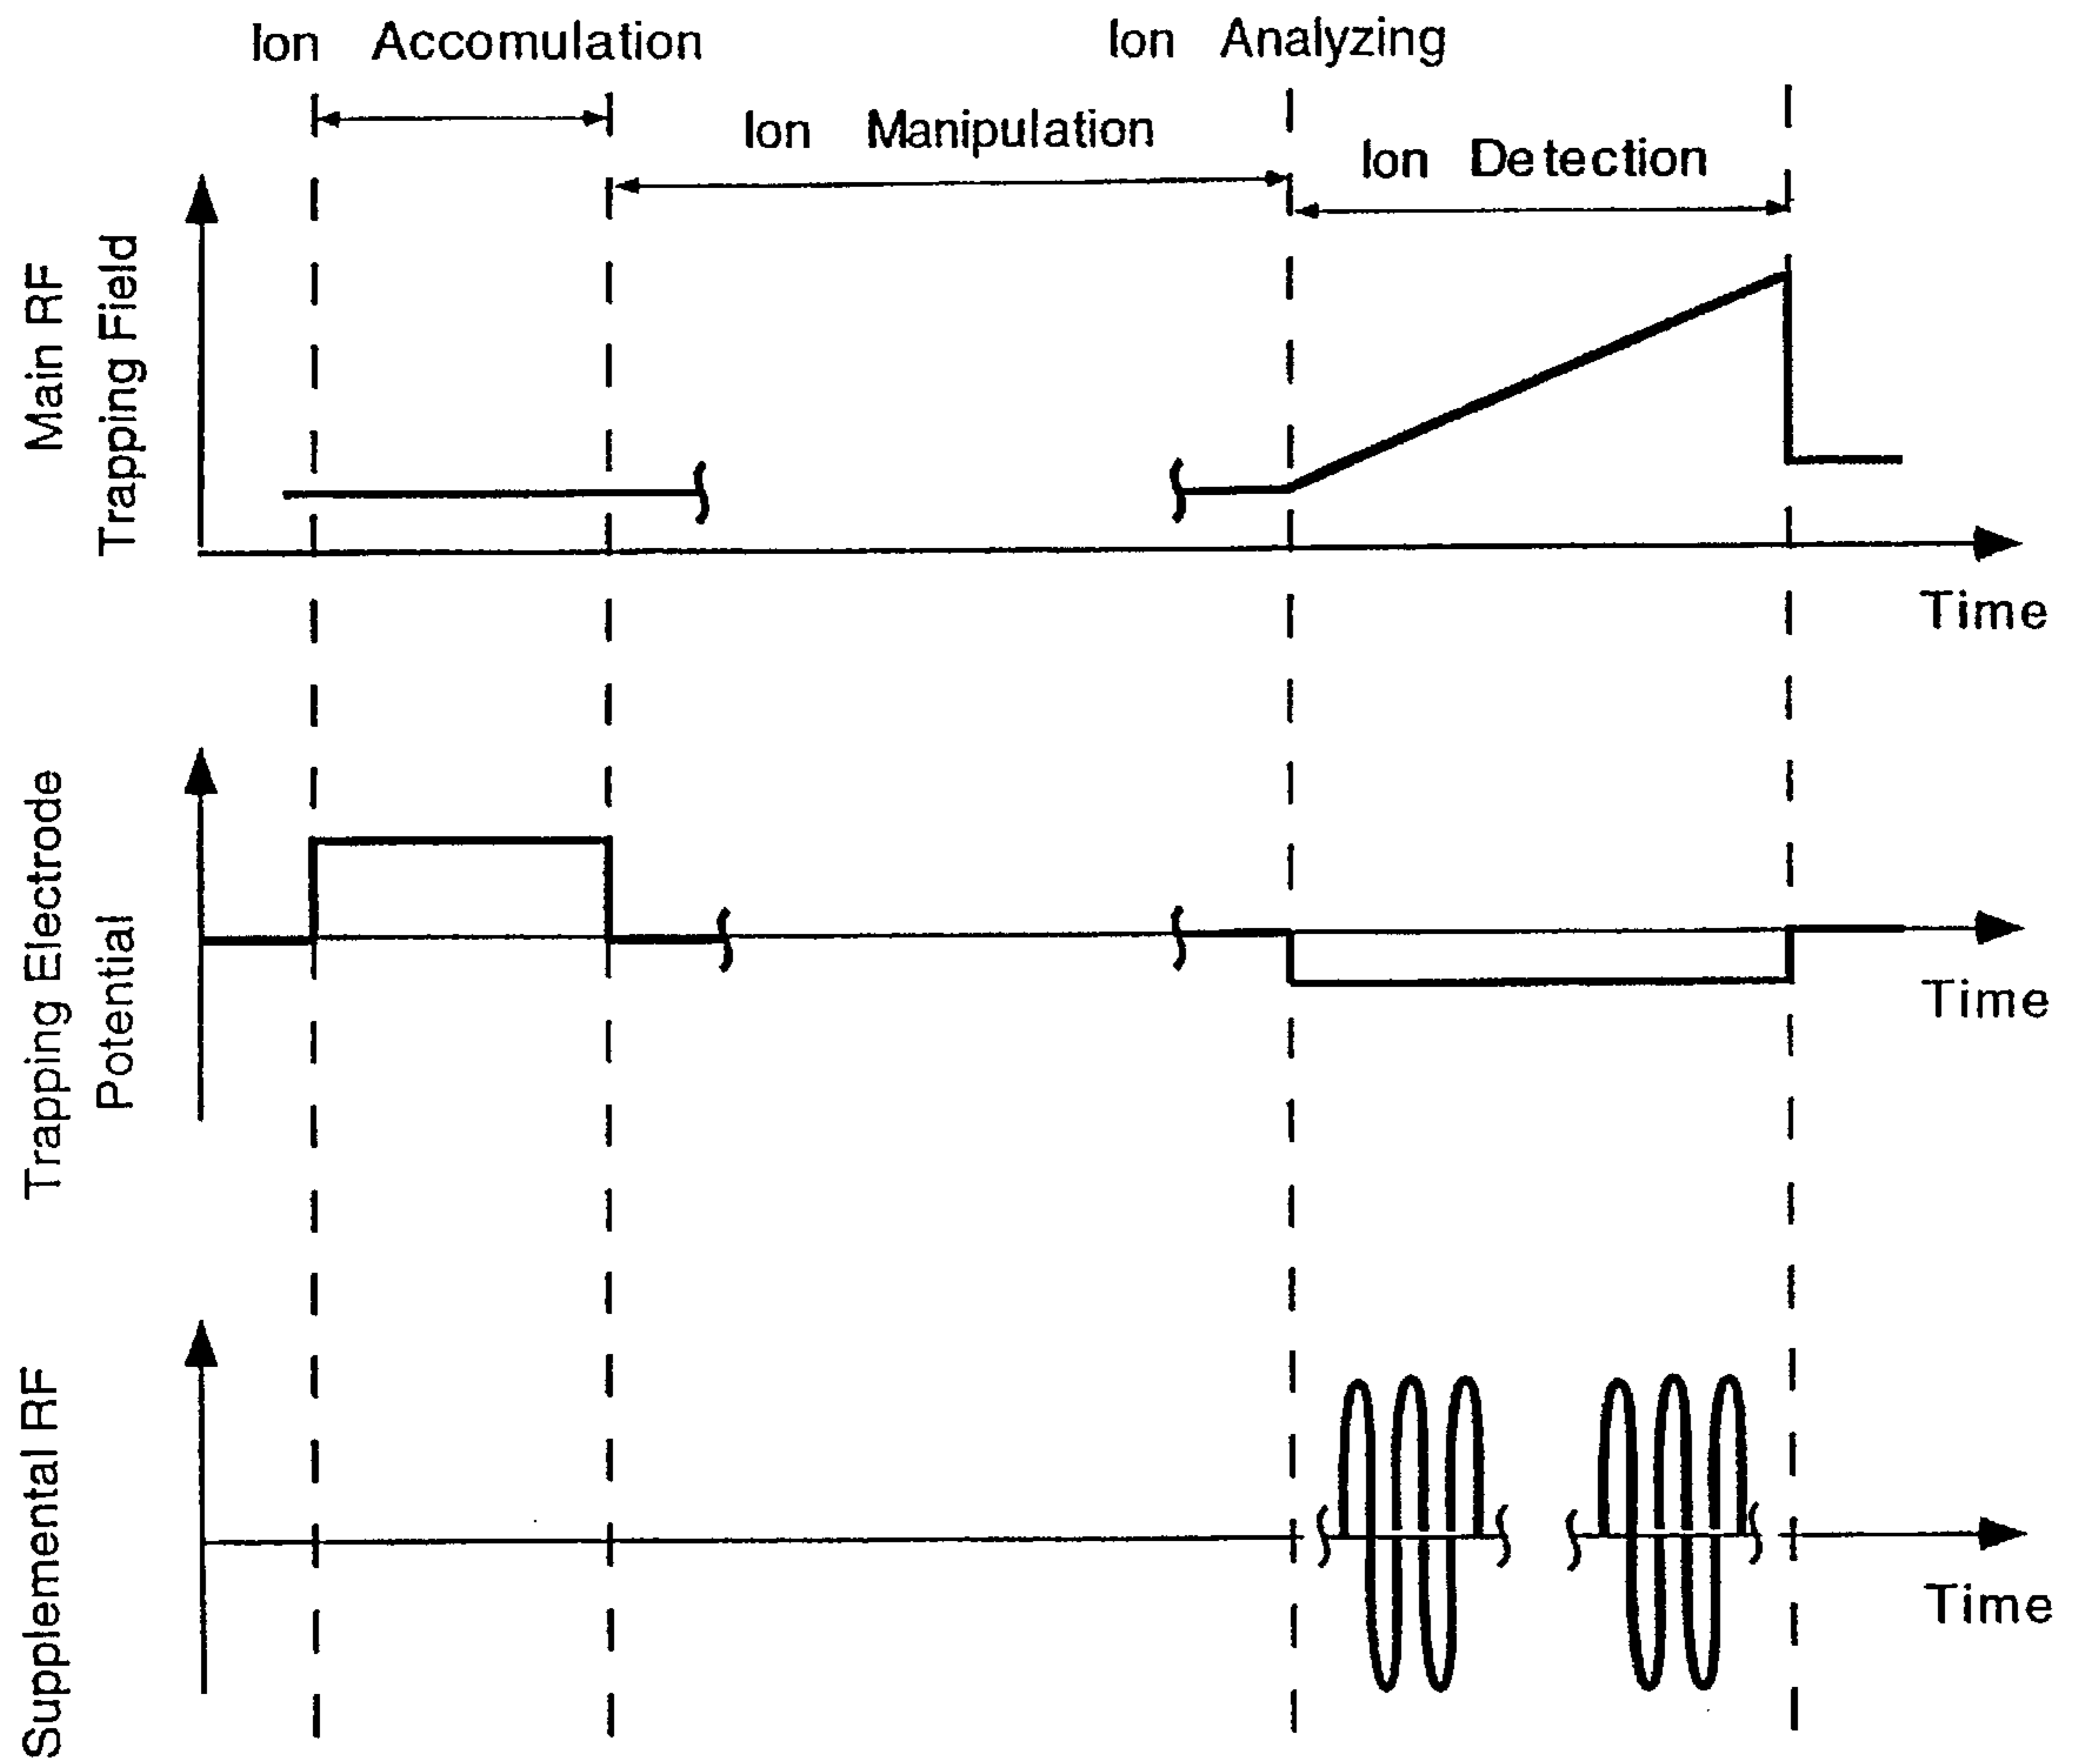 Ion Accomulation
Ion Analyzing
Ion Manipulation
Ion Detection
Main RF
Trapping Field
Time
Trapping Electrode
Potential
Time
Supplemental RF
Time